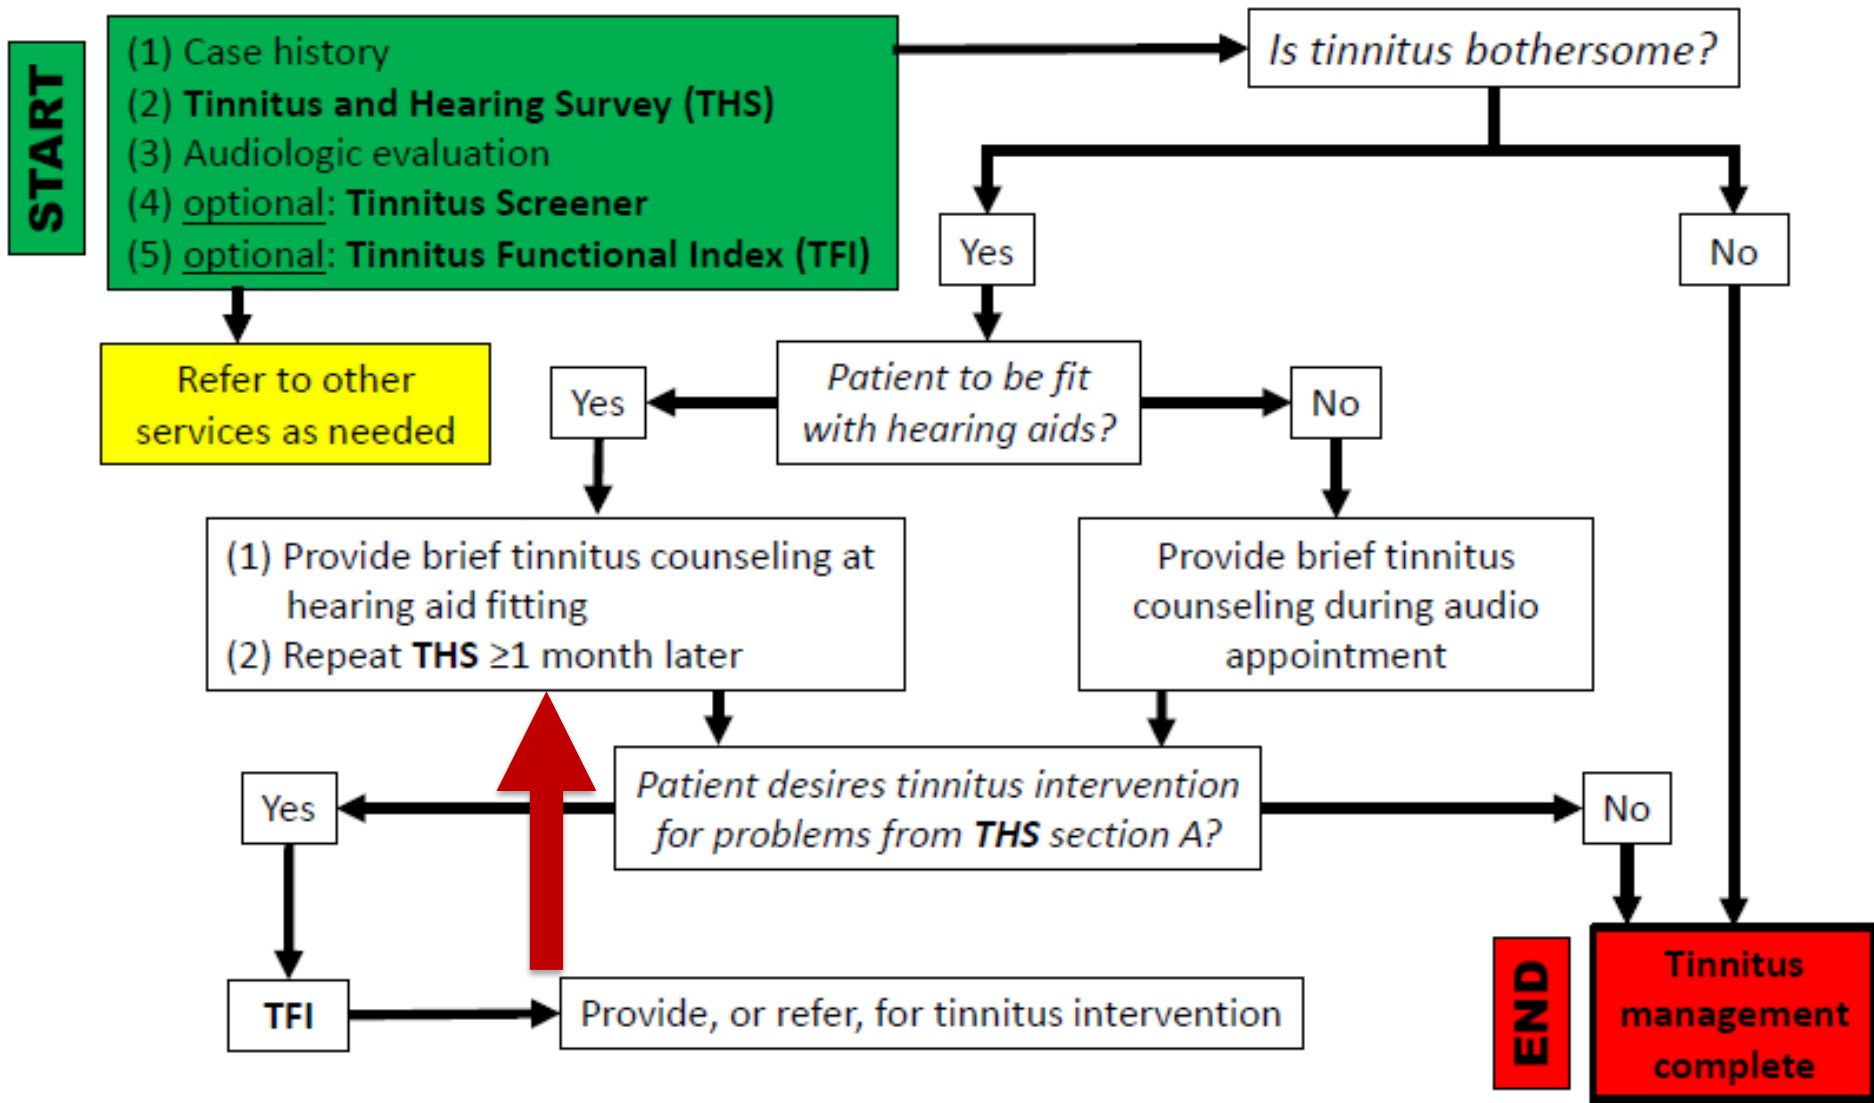 START
(1) Case history
(2) Tinnitus and Hearing Survey (THS)
(3) Audiologic evaluation
(4) optional: Tinnitus Screener
(5) optional: Tinnitus Functional Index (TFI)
Is tinnitus bothersome?
Yes
No
Refer to other
services as needed
Yes
Patient to be fit
with hearing aids?
No
(1) Provide brief tinnitus counseling at
hearing aid fitting
(2) Repeat THS ≥1 month later
Provide brief tinnitus
counseling during audio
appointment
Yes
Patient desires tinnitus intervention
for problems from THS section A?
No
TFI
Provide, or refer, for tinnitus intervention
END
Tinnitus
management
complete